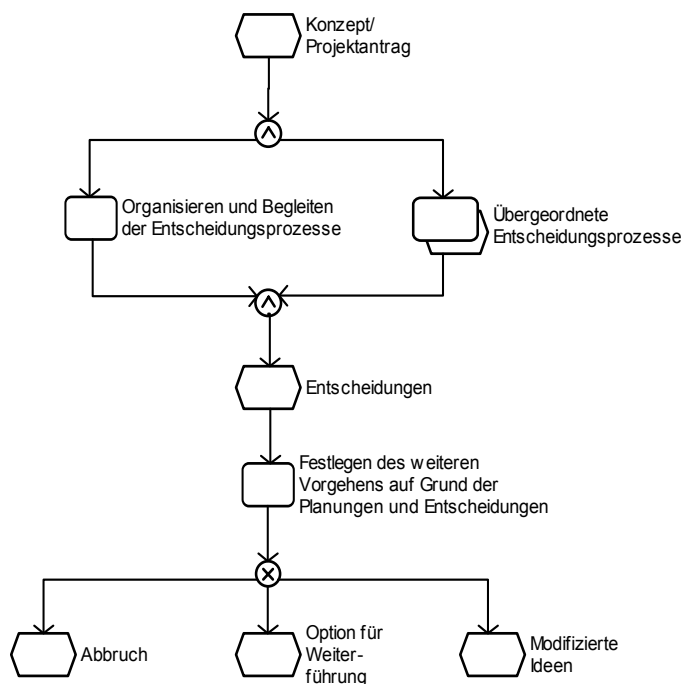 Konzept/
Projektantrag
Organisieren und Begleiten
der Entscheidungsprozesse
Übergeordnete
Entscheidungsprozesse
Entscheidungen
Festlegen des weiteren
Vorgehens auf Grund der
Planungen und Entscheidungen
Abbruch
Option für
Weiter-
führung
Modifizierte
Ideen